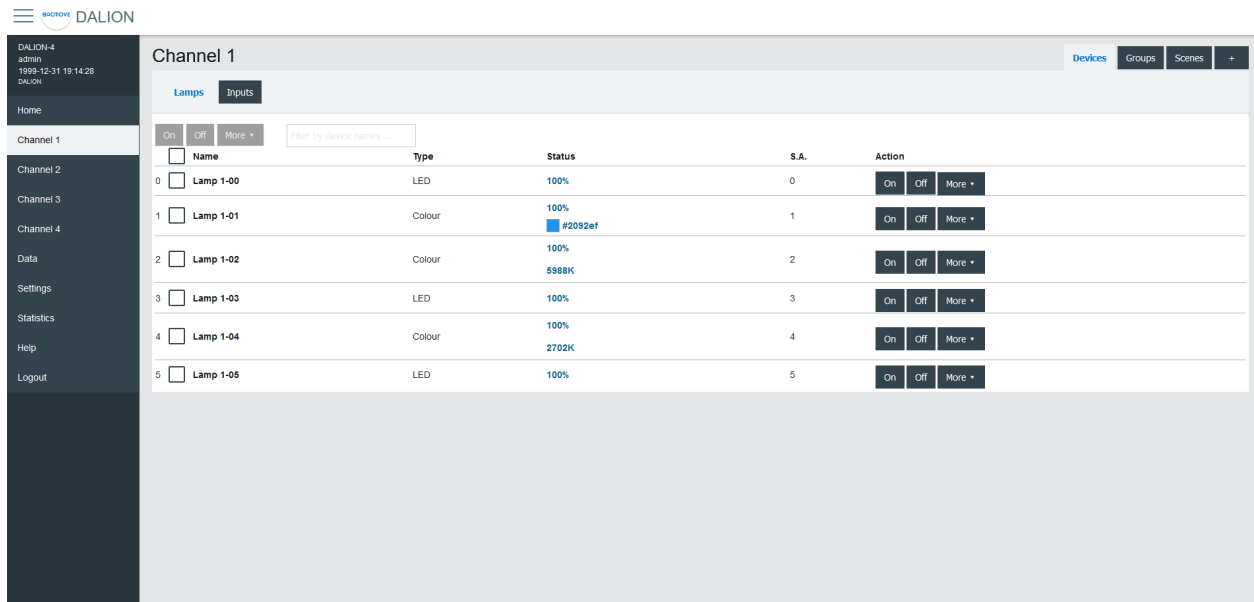 BACMOVE DALION
DALION-4
admin
1999-12-31 19:14:28
DALION
Home
Channel 1
Channel 2
Channel 3
Channel 4
Data
Settings
Statistics
Help
Logout
Channel 1
Devices Groups Scenes +
Lamps Inputs
On Off More ▾ Filter by device names ...
Name Type Status S.A. Action
0 Lamp 1-00 LED 100% 0 On Off More ▾
1 Lamp 1-01 Colour 100% #2092ef 1 On Off More ▾
2 Lamp 1-02 Colour 100% 5988K 2 On Off More ▾
3 Lamp 1-03 LED 100% 3 On Off More ▾
4 Lamp 1-04 Colour 100% 2702K 4 On Off More ▾
5 Lamp 1-05 LED 100% 5 On Off More ▾